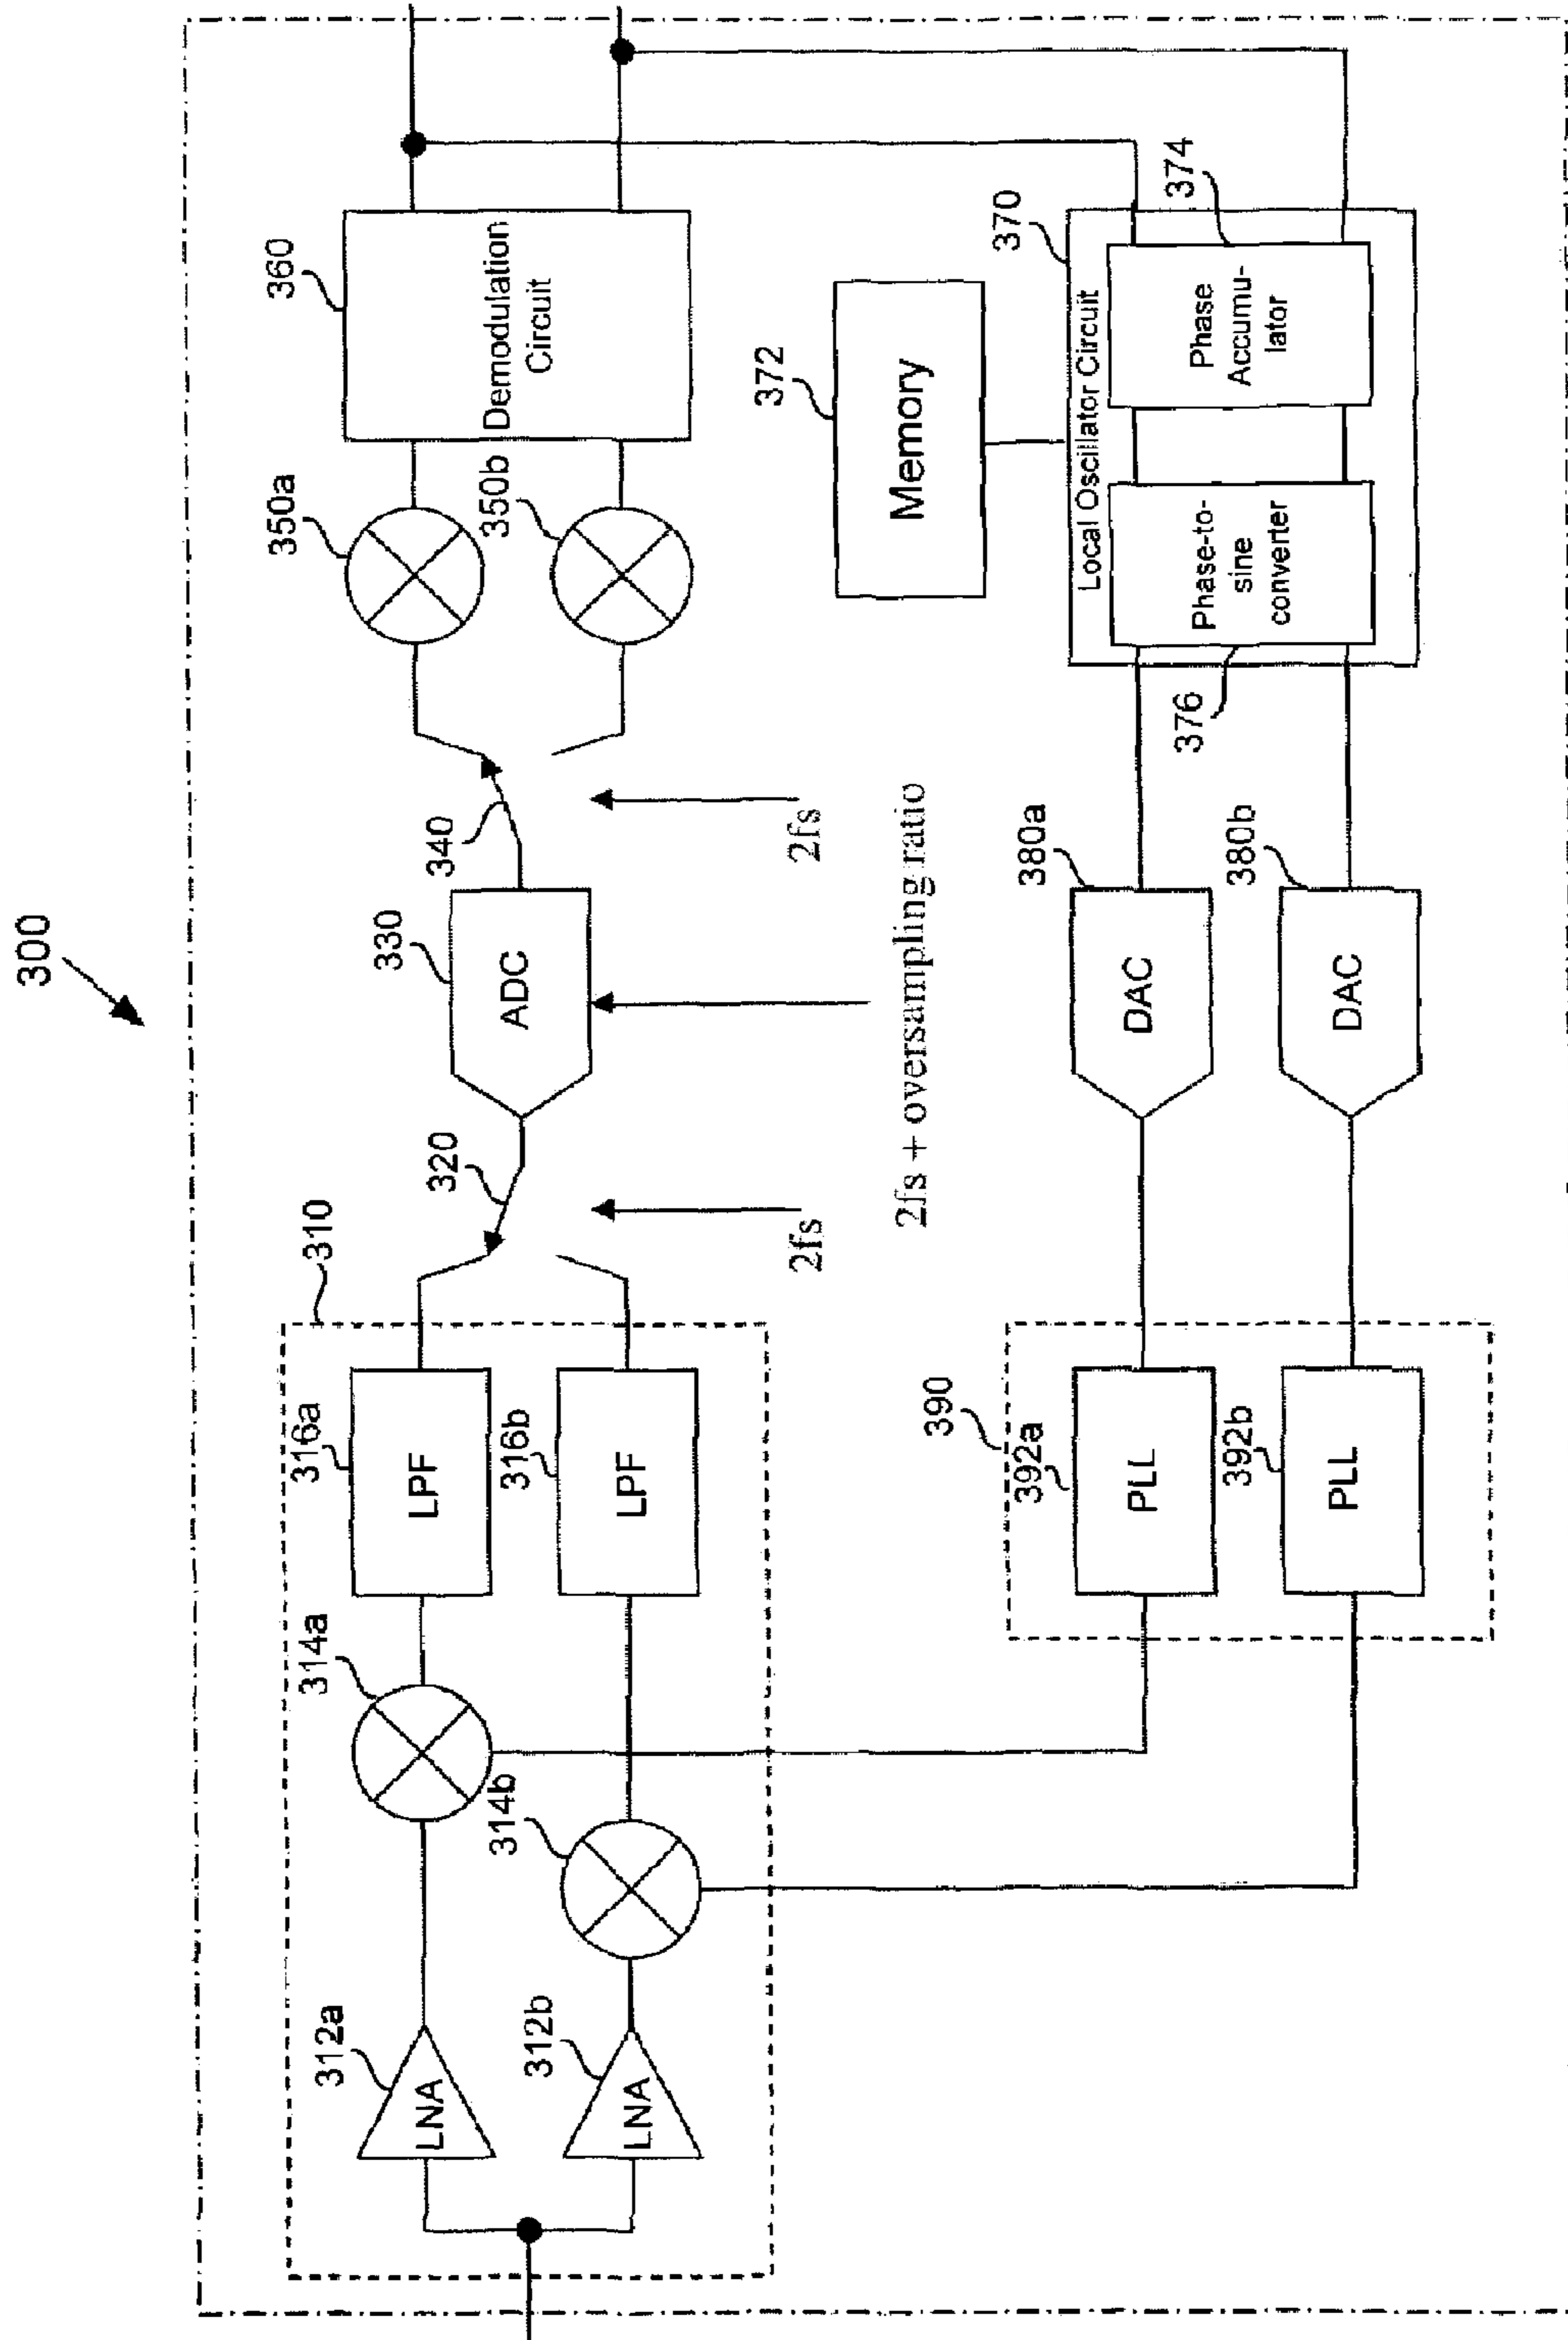 300
310
312a
LNA
312b
LNA
314a
314b
316a
LPF
316b
LPF
320
2fs
330
ADC
2fs + oversampling ratio
340
2fs
350a
350b
360
Demodulation
Circuit
372
Memory
370
Local Oscillator Circuit
374
Phase
Accumu-
lator
376
Phase-to-
sine
converter
380a
DAC
380b
DAC
390
392a
PLL
392b
PLL